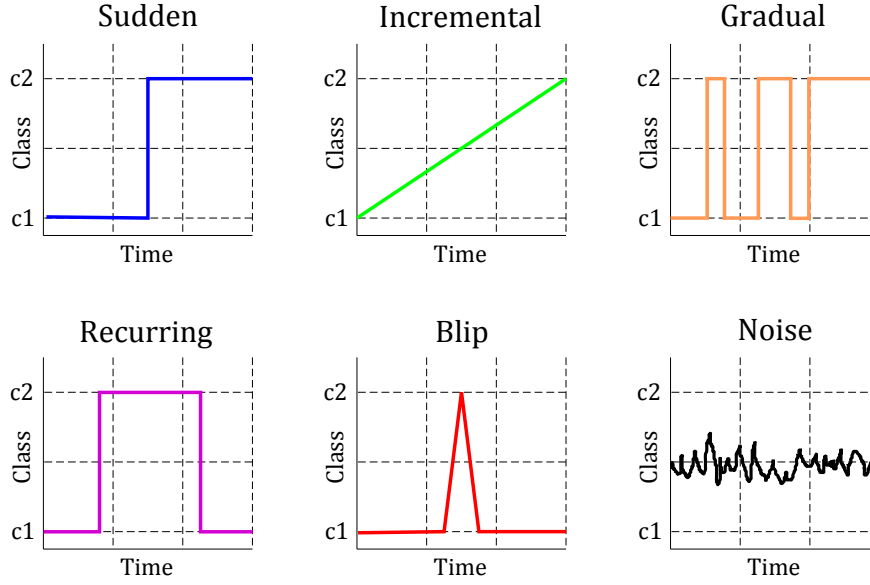 Sudden
Incremental
Gradual
c2
Class
c1
Time
c2
Class
c1
Time
c2
Class
c1
Time
Recurring
Blip
Noise
c2
Class
c1
Time
c2
Class
c1
Time
c2
Class
c1
Time